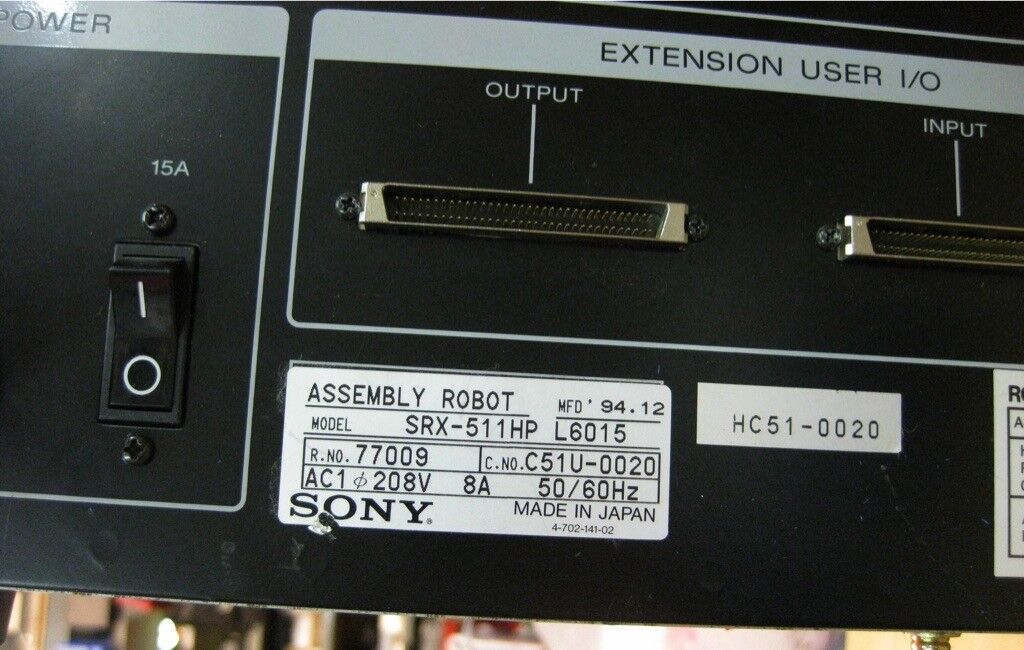 POWER
15A
EXTENSION USER I/O
OUTPUT
INPUT
ASSEMBLY ROBOT MFD '94.12
MODEL SRX-511HP L6015
R.NO. 77009 C.NO. C51U-0020
AC1φ208V 8A 50/60Hz
SONY® MADE IN JAPAN
4-702-141-02
HC51-0020